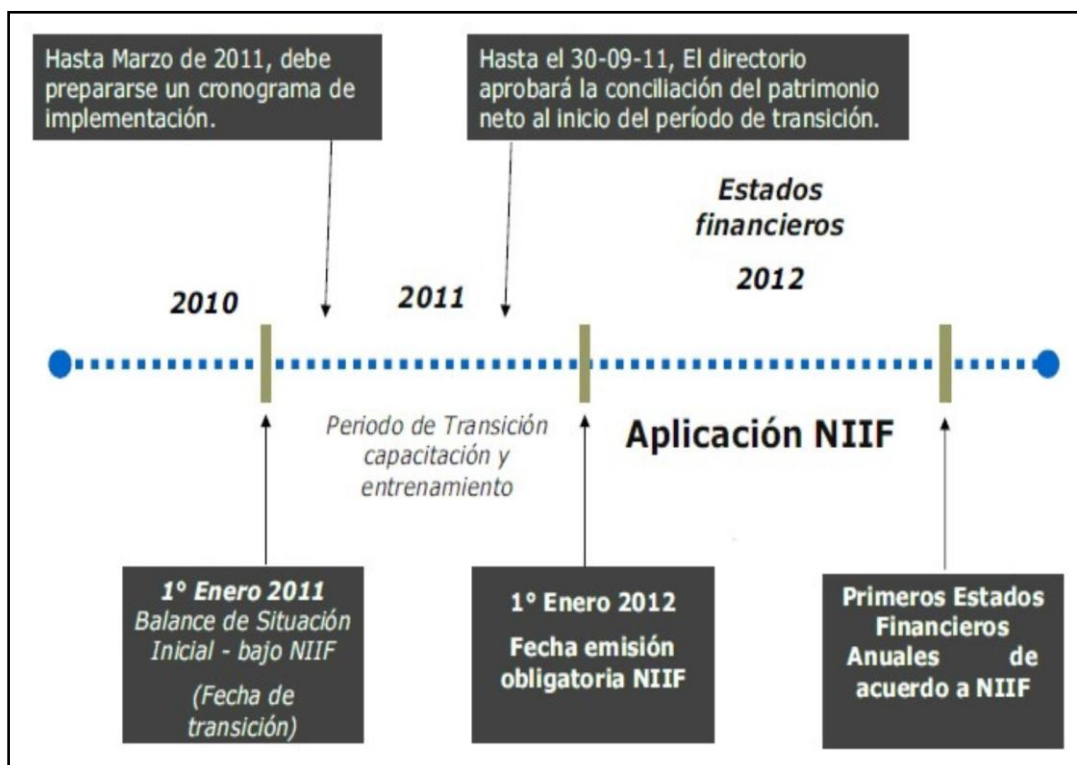 Hasta Marzo de 2011, debe
prepararse un cronograma de
implementación.
Hasta el 30-09-11, El directorio
aprobará la conciliación del patrimonio
neto al inicio del período de transición.
Estados
financieros
2012
2010
2011
Periodo de Transición
capacitación y
entrenamiento
Aplicación NIIF
1° Enero 2011
Balance de Situación
Inicial - bajo NIIF
(Fecha de
transición)
1° Enero 2012
Fecha emisión
obligatoria NIIF
Primeros Estados
Financieros
Anuales de
acuerdo a NIIF